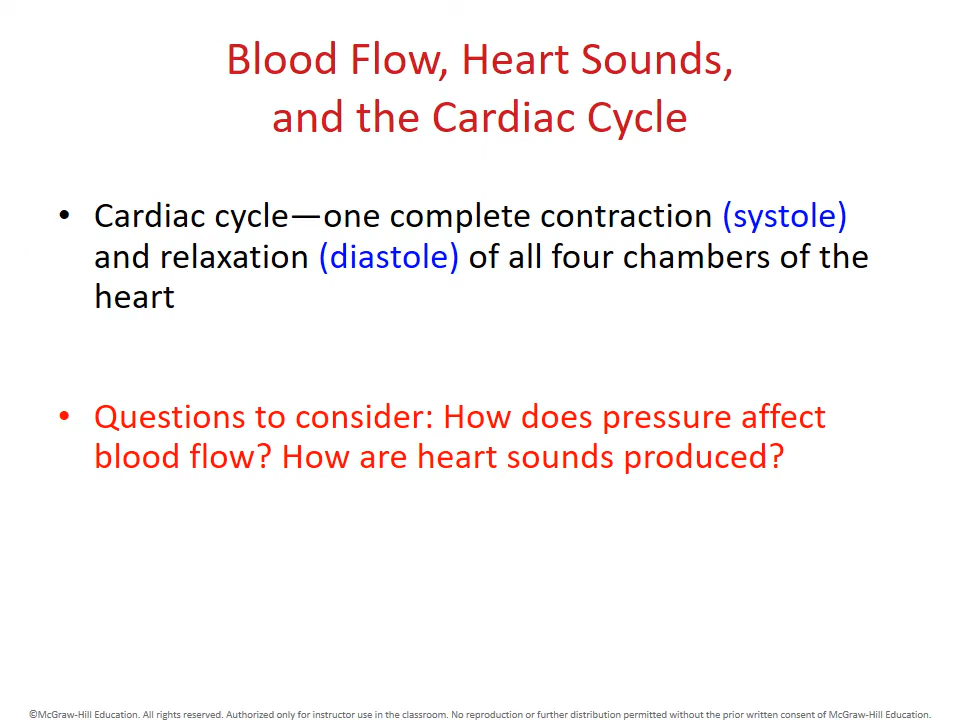 Blood Flow, Heart Sounds,
and the Cardiac Cycle
• Cardiac cycle—one complete contraction (systole)
and relaxation (diastole) of all four chambers of the
heart
• Questions to consider: How does pressure affect
blood flow? How are heart sounds produced?
©McGraw-Hill Education. All rights reserved. Authorized only for instructor use in the classroom. No reproduction or further distribution permitted without the prior written consent of McGraw-Hill Education.